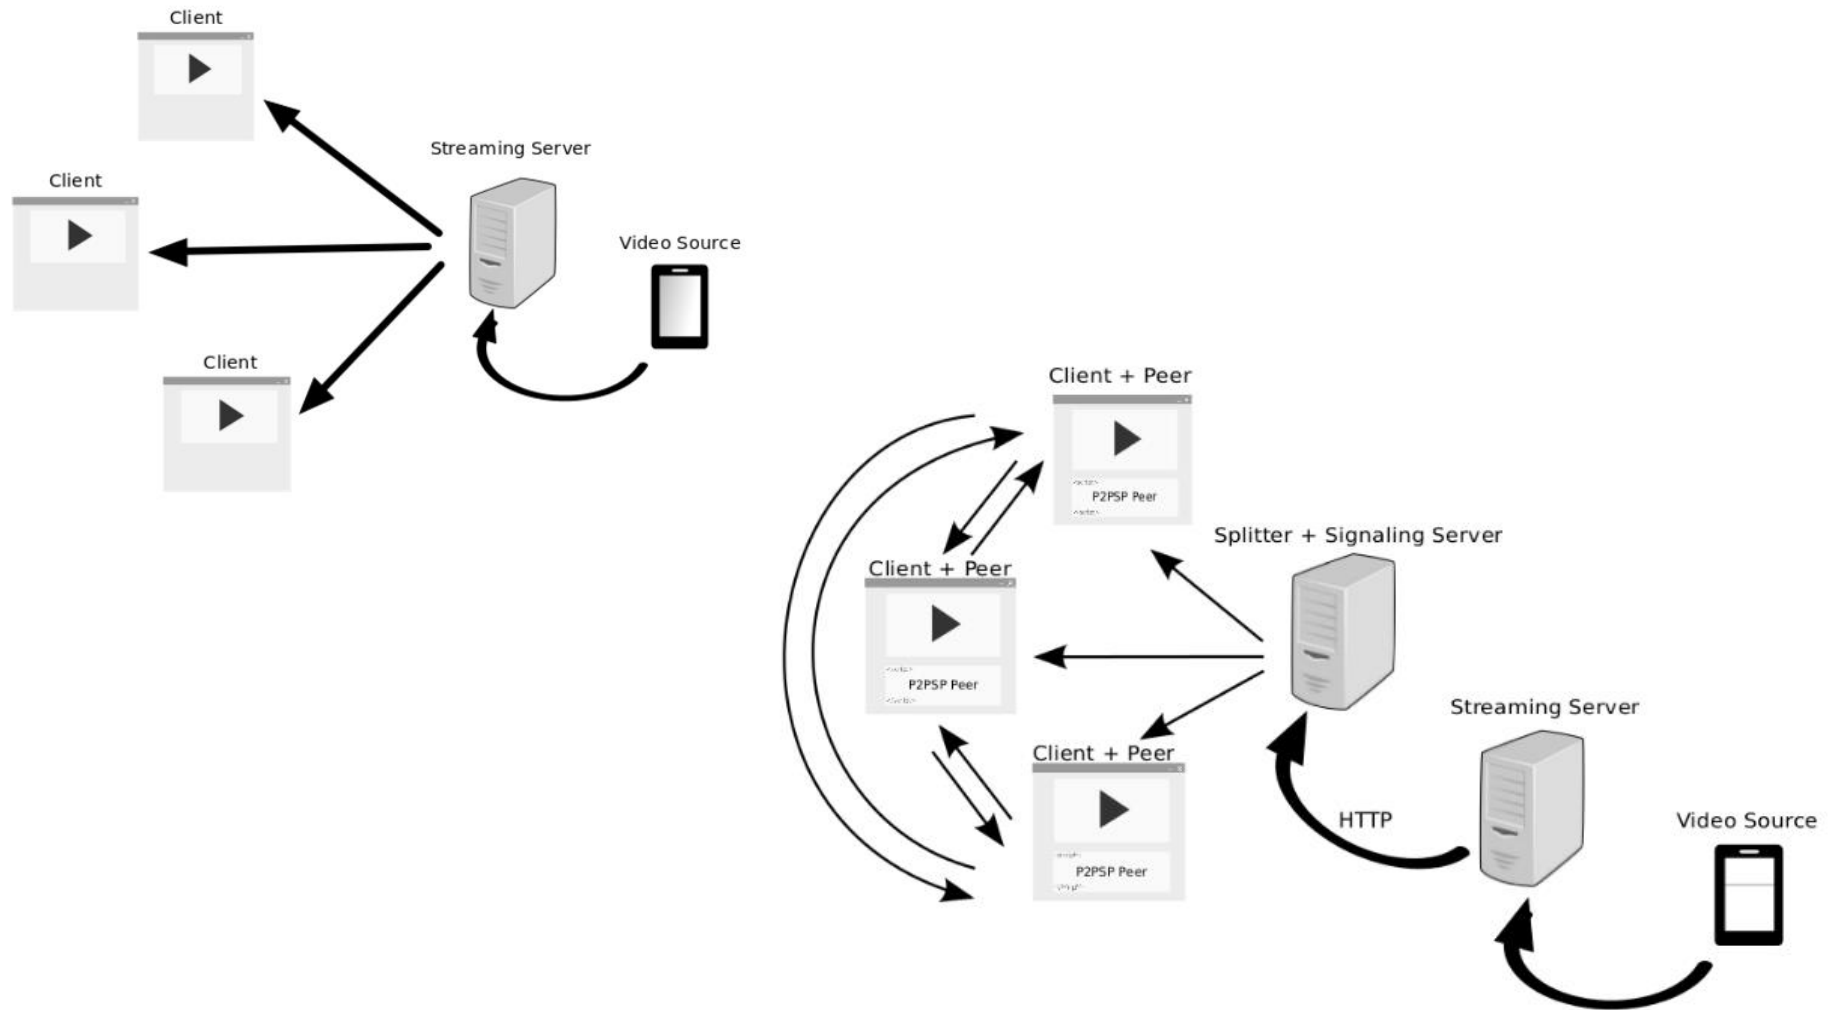 Client
Streaming Server
Client
Video Source
Client
Client + Peer
P2PSP Peer
Splitter + Signaling Server
Client + Peer
P2PSP Peer
Streaming Server
Client + Peer
HTTP
Video Source
P2PSP Peer